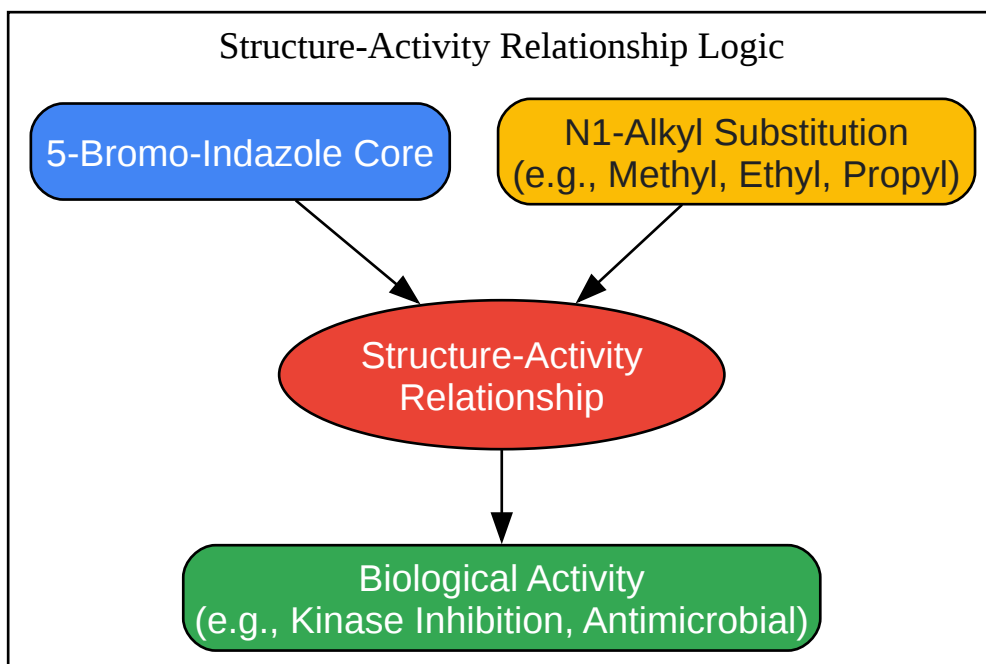 Structure-Activity Relationship Logic
5-Bromo-Indazole Core
N1-Alkyl Substitution
(e.g., Methyl, Ethyl, Propyl)
Structure-Activity
Relationship
Biological Activity
(e.g., Kinase Inhibition, Antimicrobial)